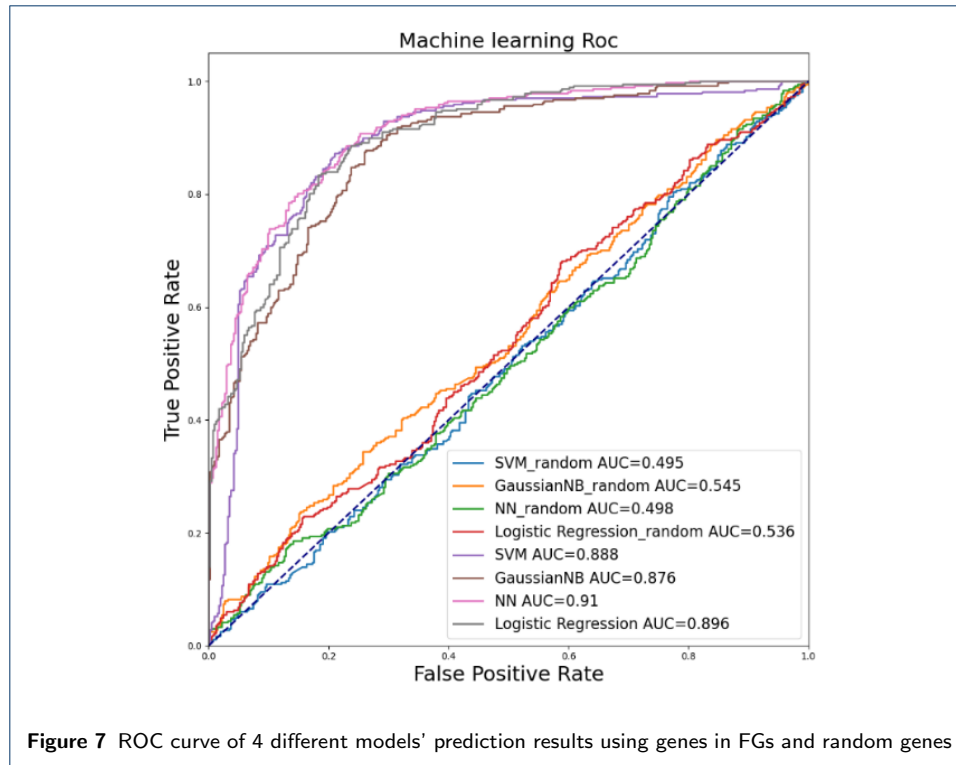 Machine learning Roc
True Positive Rate
1.0
0.8
0.6
0.4
0.2
0.0
SVM_random AUC=0.495
GaussianNB_random AUC=0.545
NN_random AUC=0.498
Logistic Regression_random AUC=0.536
SVM AUC=0.888
GaussianNB AUC=0.876
NN AUC=0.91
Logistic Regression AUC=0.896
0.0 0.2 0.4 0.6 0.8 1.0
False Positive Rate
Figure 7 ROC curve of 4 different models' prediction results using genes in FGs and random genes